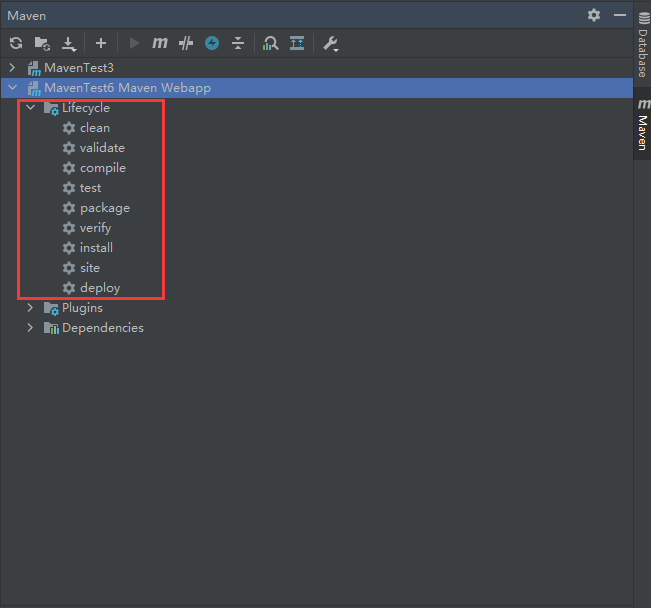 Maven
MavenTest3
MavenTest6 Maven Webapp
Lifecycle
clean
validate
compile
test
package
verify
install
site
deploy
Plugins
Dependencies
Database
Maven